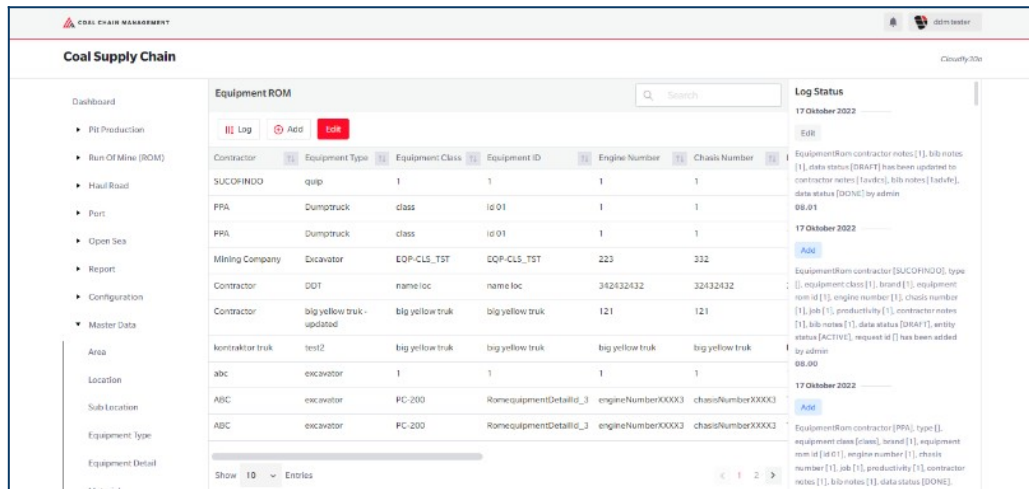 COAL CHAIN MANAGEMENT
ddm tester
Coal Supply Chain
Cloudfly30s
Dashboard
Pit Production
Run Of Mine (ROM)
Haul Road
Port
Open Sea
Report
Configuration
Master Data
Area
Location
Sub Location
Equipment Type
Equipment Detail
Equipment ROM
Search
Log Add Edit
Contractor Equipment Type Equipment Class Equipment ID Engine Number Chasis Number
SUCOFINDO quip 1 1 1 1
PPA Dumptruck class id 01 1 1
PPA Dumptruck class id 01 1 1
Mining Company Excavator EQP-CLS_TST EQP-CLS_TST 223 332
Contractor DDT name loc name loc 342432432 32432432
Contractor big yellow truk - big yellow truk big yellow truk 121 121
updated
kontraktor truk test2 big yellow truk big yellow truk big yellow truk big yellow truk
abc excavator 1 1 1 1
ABC excavator PC-200 RomequipmentDetailId_3 engineNumberXXXX3 chasisNumberXXXX3
ABC excavator PC-200 RomequipmentDetailId_3 engineNumberXXXX3 chasisNumberXXXX3
Show 10 Entries
< 1 2 >
Log Status
17 Oktober 2022
Edit
EquipmentRom contractor notes [1], bib notes
[1], data status [DRAFT] has been updated to
contractor notes [1avdcs], bib notes [1advfe],
data status [DONE] by admin
08.01
17 Oktober 2022
Add
EquipmentRom contractor [SUCOFINDO], type
[], equipment class [1], brand [1], equipment
rom id [1], engine number [1], chasis number
[1], job [1], productivity [1], contractor notes
[1], bib notes [1], data status [DRAFT], entity
status [ACTIVE], request id [] has been added
by admin
08.00
17 Oktober 2022
Add
EquipmentRom contractor [PPA], type [],
equipment class [class], brand [1], equipment
rom id [id 01], engine number [1], chasis
number [1], job [1], productivity [1], contractor
notes [1], bib notes [1], data status [DONE],